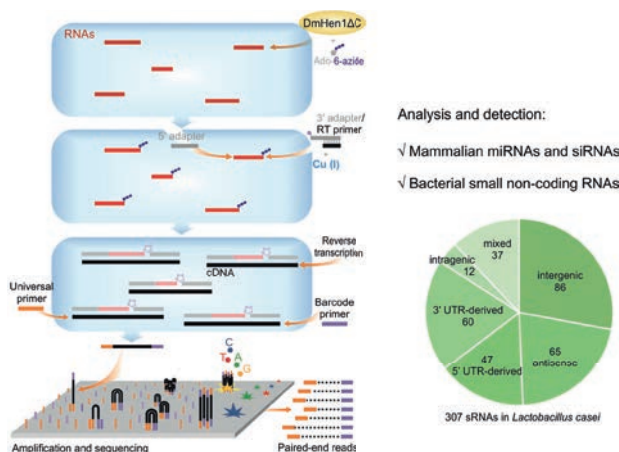 RNAs
DmHen1ΔC
+
Ado-6-azide
5' adapter
3' adapter/
RT primer
+
Cu (I)
Reverse
transcription
cDNA
Universal
primer
Barcode
primer
C
T
A
G
Amplification and sequencing
Paired-end reads
Analysis and detection:
√ Mammalian miRNAs and siRNAs
√ Bacterial small non-coding RNAs
mixed
37
intragenic
12
intergenic
86
3' UTR-derived
60
47
5' UTR-derived
65
antisense
307 sRNAs in Lactobacillus casei